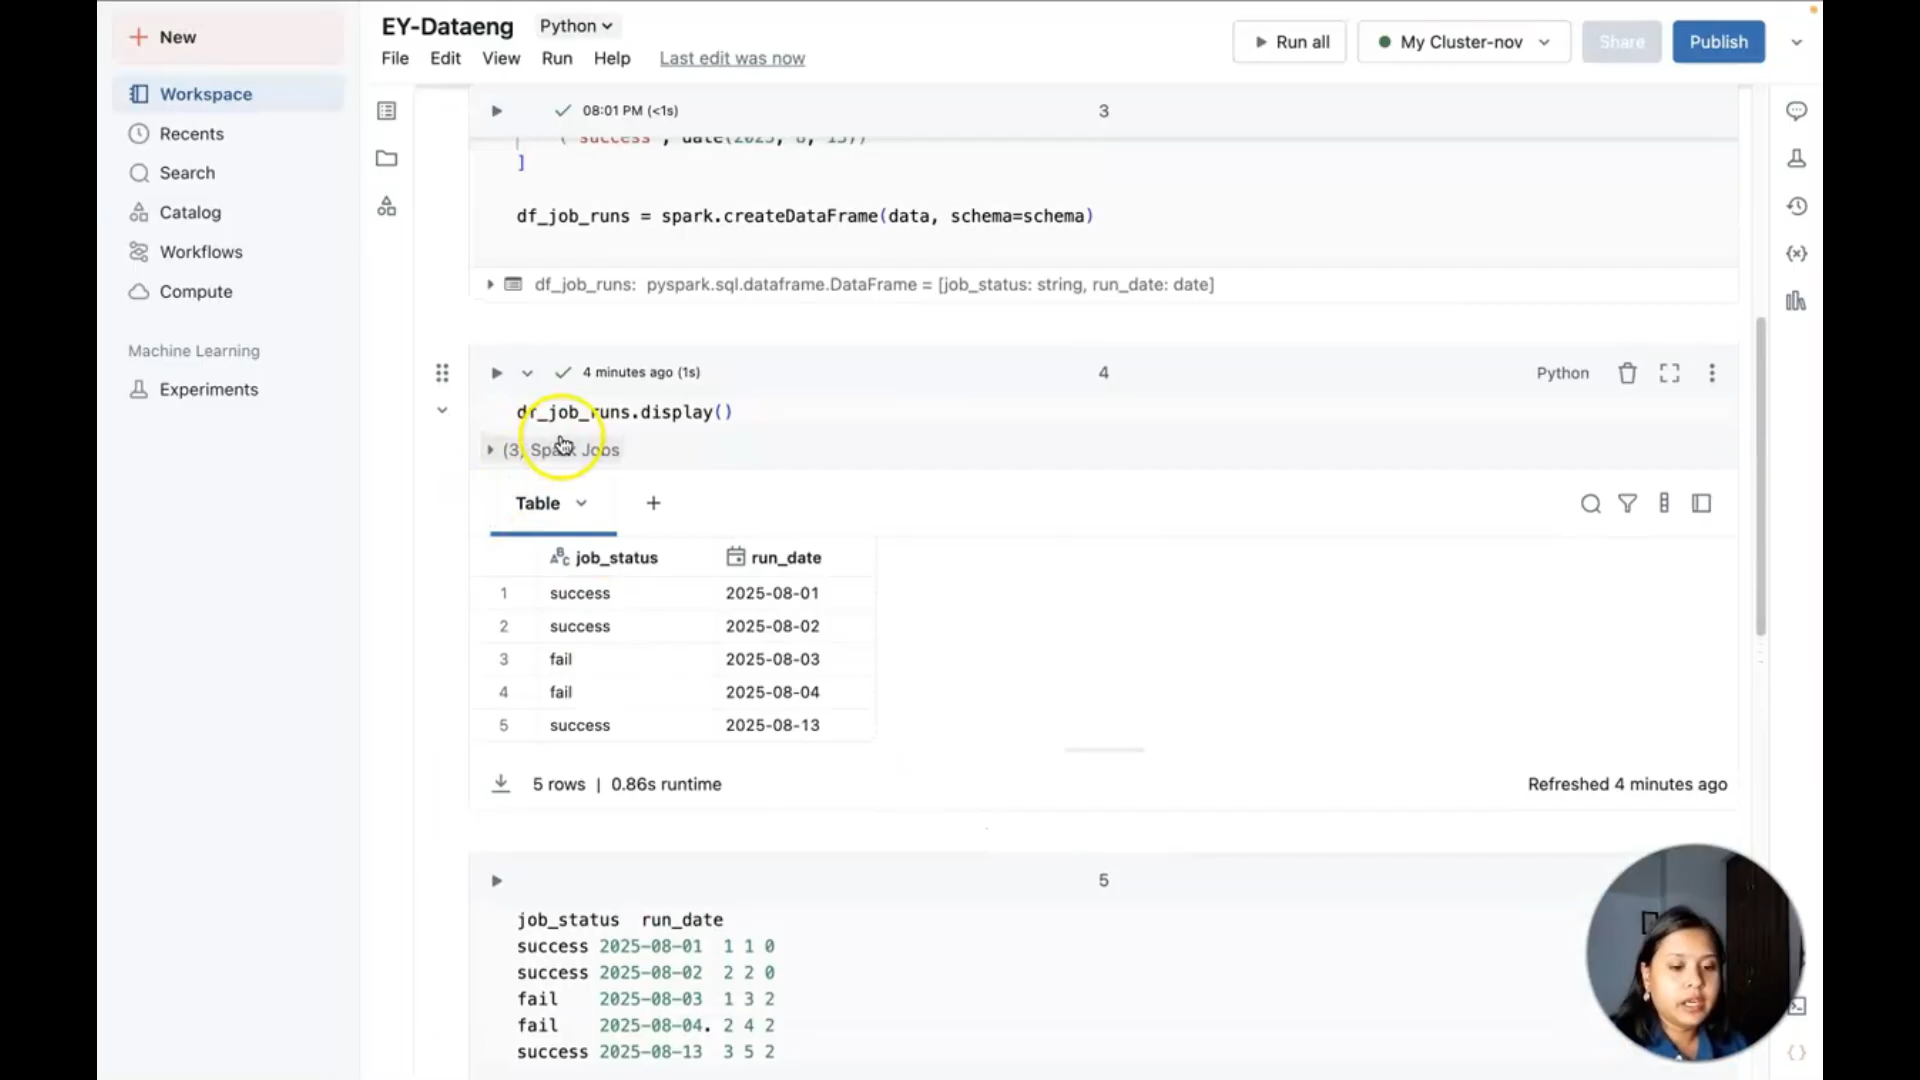 New
Workspace
Recents
Search
Catalog
Workflows
Compute
Machine Learning
Experiments
EY-Dataeng
Python
File Edit View Run Help Last edit was now
Run all
My Cluster-nov
Share
Publish
08:01 PM (<1s)
3
]
df_job_runs = spark.createDataFrame(data, schema=schema)
df_job_runs: pyspark.sql.dataframe.DataFrame = [job_status: string, run_date: date]
4 minutes ago (1s)
4
Python
df_job_runs.display()
(3) Spark Jobs
Table
job_status run_date
1 success 2025-08-01
2 success 2025-08-02
3 fail 2025-08-03
4 fail 2025-08-04
5 success 2025-08-13
5 rows | 0.86s runtime
Refreshed 4 minutes ago
5
job_status run_date
success 2025-08-01 1 1 0
success 2025-08-02 2 2 0
fail 2025-08-03 1 3 2
fail 2025-08-04. 2 4 2
success 2025-08-13 3 5 2